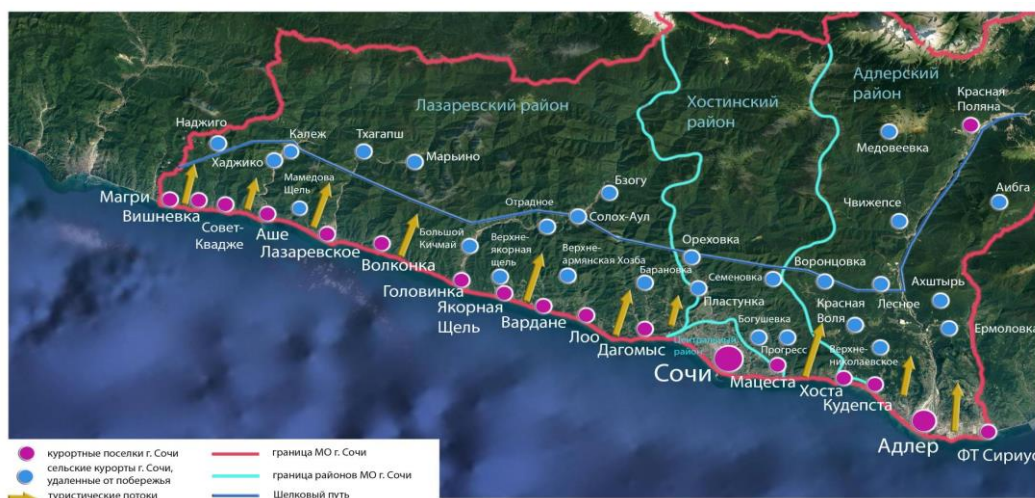 Адлерский
район
Красная
Поляна
Лазаревский район
Хостинский
район
Наджиго
Калеж
Тхагапш
Хаджико
Марьино
Медовеевка
Мамедова
Щель
Бзогу
Аибга
Отрадное
Солох-Аул
Чвижепсе
Магри
Вишневка
Совет-
Квадже
Аше
Лазаревское
Большой
Кичмай
Верхне-
якорная
щель
Верхне-
армянская Хозба
Ореховка
Барановка
Семеновка
Воронцовка
Волконка
Пластунка
Красная
Воля
Лесное
Ахштырь
Головинка
Якорная
Щель
Вардане
Лоо
Дагомыс
Богушевка
Центральный
район
Прогресс
Верхне-
николаевское
Ермоловка
Сочи
Мацеста
Хоста
Кудепста
Адлер
ФТ Сириус
курортные поселки г. Сочи
сельские курорты г. Сочи,
удаленные от побережья
туристические потоки
граница МО г. Сочи
граница районов МО г. Сочи
Шелковый путь